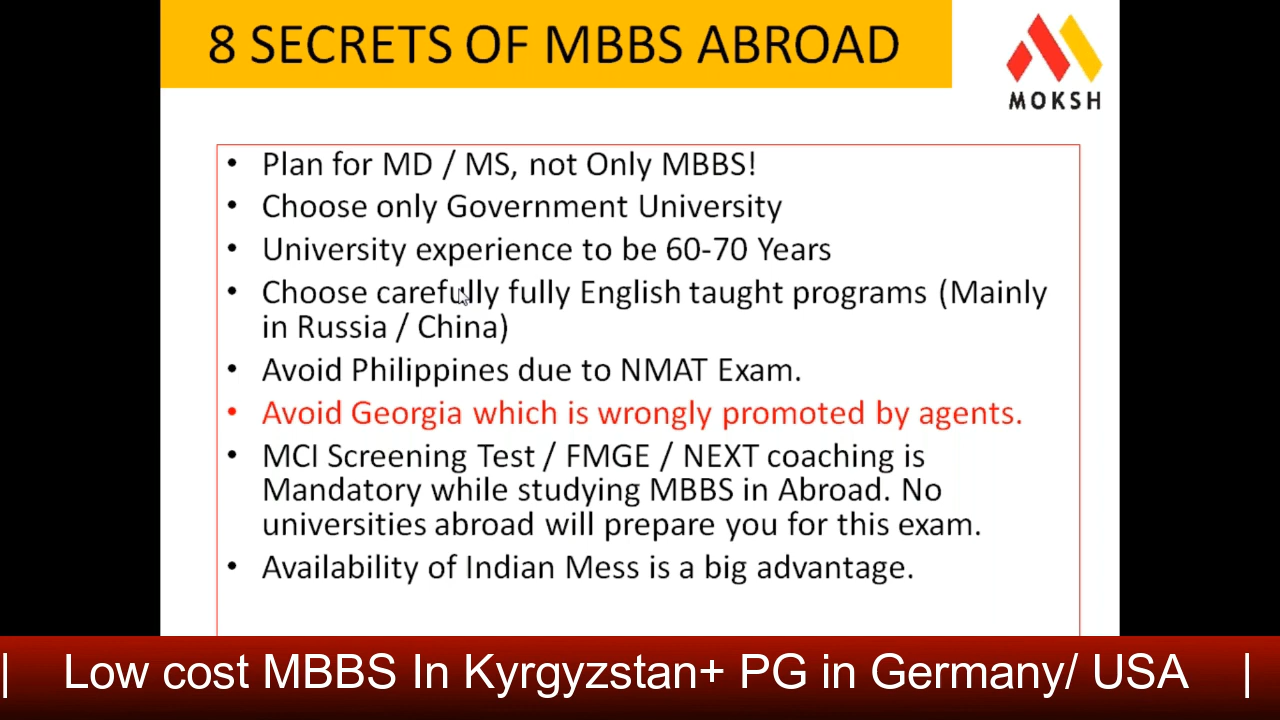 8 SECRETS OF MBBS ABROAD
MOKSH
• Plan for MD / MS, not Only MBBS!
• Choose only Government University
• University experience to be 60-70 Years
• Choose carefully fully English taught programs (Mainly
in Russia / China)
• Avoid Philippines due to NMAT Exam.
• Avoid Georgia which is wrongly promoted by agents.
• MCI Screening Test / FMGE / NEXT coaching is
Mandatory while studying MBBS in Abroad. No
universities abroad will prepare you for this exam.
• Availability of Indian Mess is a big advantage.
| Low cost MBBS In Kyrgyzstan+ PG in Germany/ USA |